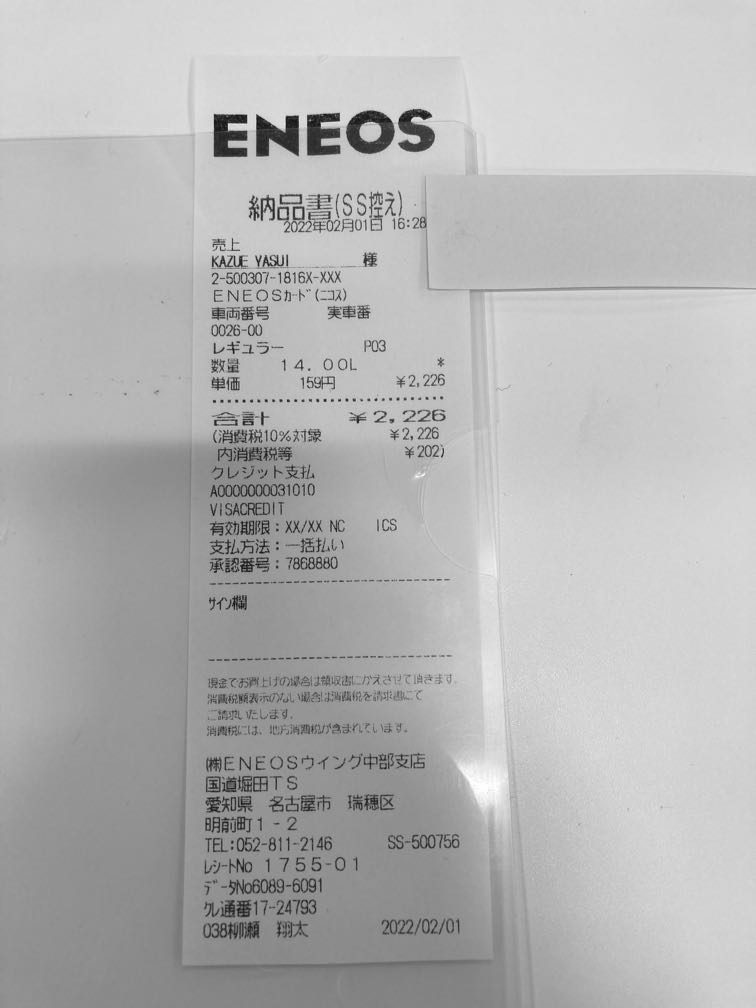 ENEOS
納品書(SS控え)
2022年02月01日 16:28
売上
KAZUE YASUI 様
2-500307-1816X-XXX
ENEOSカード(ニコス)
車両番号 実車番
0026-00
レギュラー P03
数量 14.00L *
単価 159円 ¥2,226
合計 ¥2,226
(消費税10%対象 ¥2,226
内消費税等 ¥202)
クレジット支払
A0000000031010
VISACREDIT
有効期限:XX/XX NC ICS
支払方法:一括払い
承認番号:7868880
サイン欄
現金でお買上げの場合は領収書にかえさせて頂きます。
消費税額表示のない場合は消費税を請求書にて
ご請求いたします。
消費税には、地方消費税が含まれています。
㈱ENEOSウイング中部支店
国道堀田TS
愛知県 名古屋市 瑞穂区
明前町1-2
TEL:052-811-2146 SS-500756
レシートNo 1755-01
データNo6089-6091
クレ通番17-24793
038柳瀬 翔太 2022/02/01